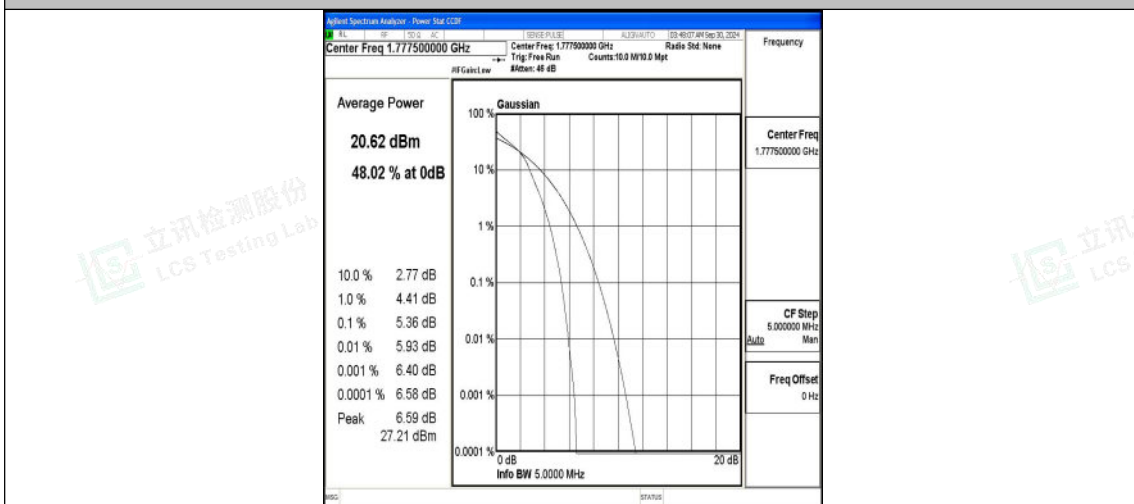 Agilent Spectrum Analyzer - Power Stat CCDF
RL RF 50 Ω AC SENSE:PULSE ALIGNAUTO 03:48:07 AM Sep 30, 2024
Center Freq 1.777500000 GHz
Center Freq: 1.777500000 GHz Radio Std: None
Trig: Free Run Counts:10.0 M/10.0 Mpt
#IFGain:Low #Atten: 46 dB
Frequency
Average Power
20.62 dBm
48.02 % at 0dB
10.0 % 2.77 dB
1.0 % 4.41 dB
0.1 % 5.36 dB
0.01 % 5.93 dB
0.001 % 6.40 dB
0.0001 % 6.58 dB
Peak 6.59 dB
27.21 dBm
Gaussian
100 %
10 %
1 %
0.1 %
0.01 %
0.001 %
0.0001 %
0 dB 20 dB
Info BW 5.0000 MHz
Center Freq
1.777500000 GHz
CF Step
5.000000 MHz
Auto Man
Freq Offset
0 Hz
MSG STATUS
立讯检测股份
LCS Testing Lab
立讯
LCS